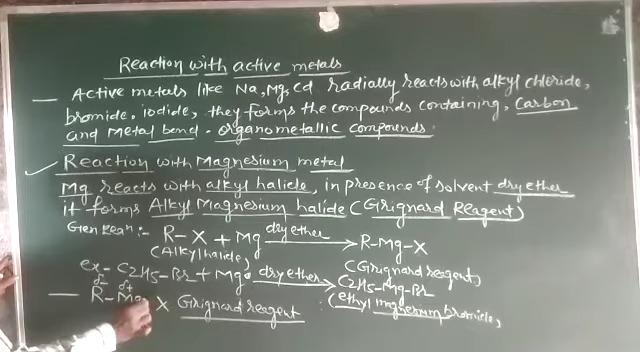 Reaction with active metals
— Active metals like Na, Mg, Cd radially reacts with alkyl chloride,
bromide, iodide, they forms the compounds containing, Carbon
and Metal bond. organometallic compounds.
✓ Reaction with Magnesium metal
Mg reacts with alkyl halide, in presence of solvent dry ether
it forms Alkyl Magnesium halide (Grignard Reagent)
Gen Rean:- R-X + Mg dry ether → R-Mg-X
(Alkyl halide) (Grignard reagent)
ex- C2H5-Br + Mg dry ether → C2H5-Mg-Br
(ethyl magnesium bromide)
δ- δ+
— R-Mg X Grignard reagent